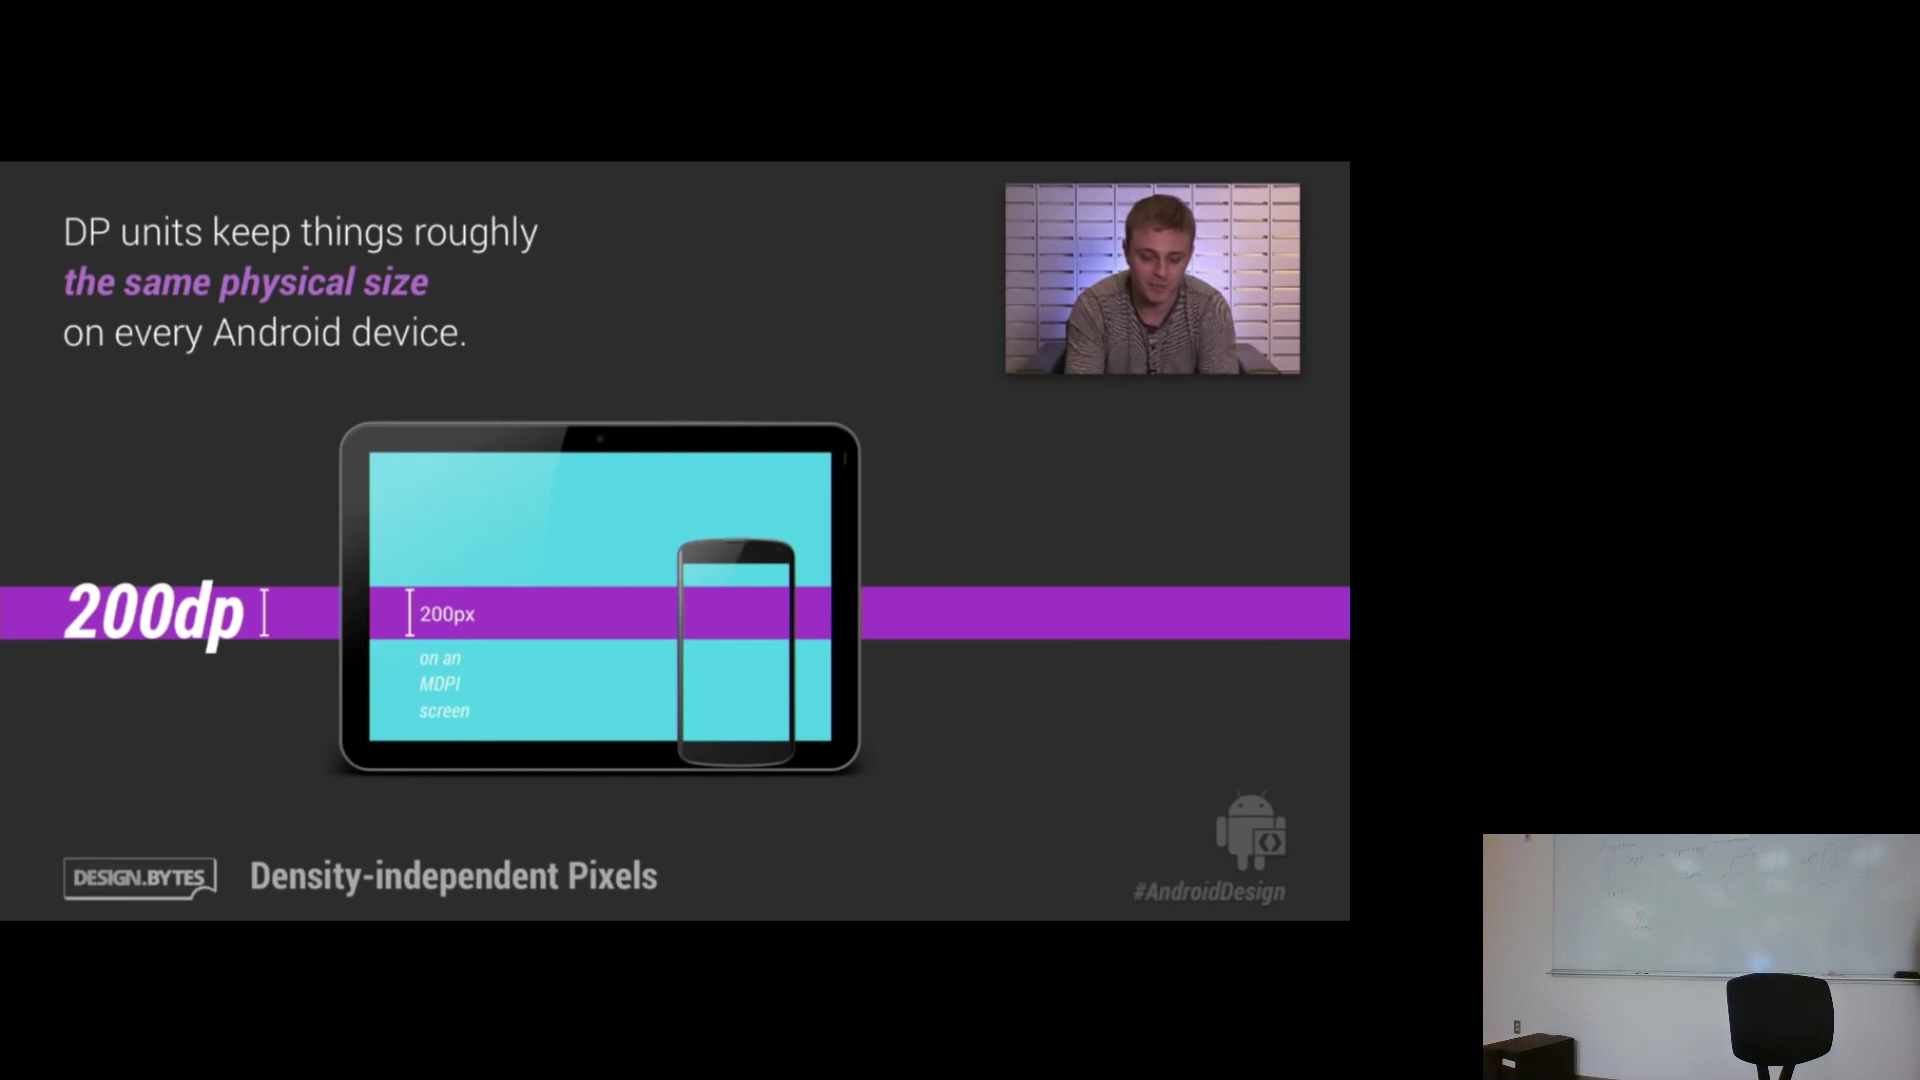 DP units keep things roughly
the same physical size
on every Android device.
200dp
200px
on an
MDPI
screen
DESIGN.BYTES
Density-independent Pixels
#AndroidDesign